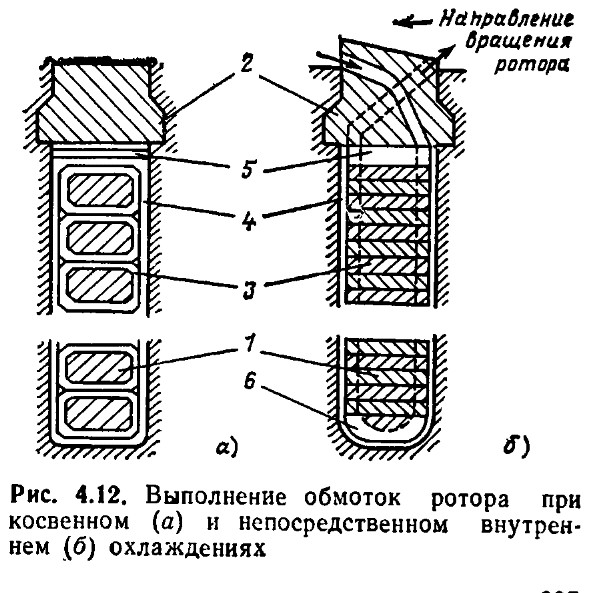 Направление
вращения
ротора
2
5
4
3
1
6
а)
б)
Рис. 4.12. Выполнение обмоток ротора при
косвенном (а) и непосредственном внутрен-
нем (б) охлаждениях